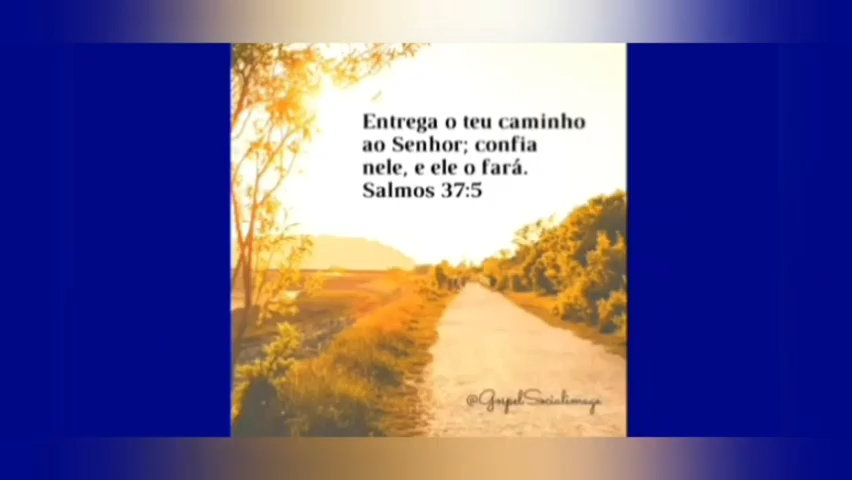 Entrega o teu caminho
ao Senhor; confia
nele, e ele o fará.
Salmos 37:5
@GospelSocialimage